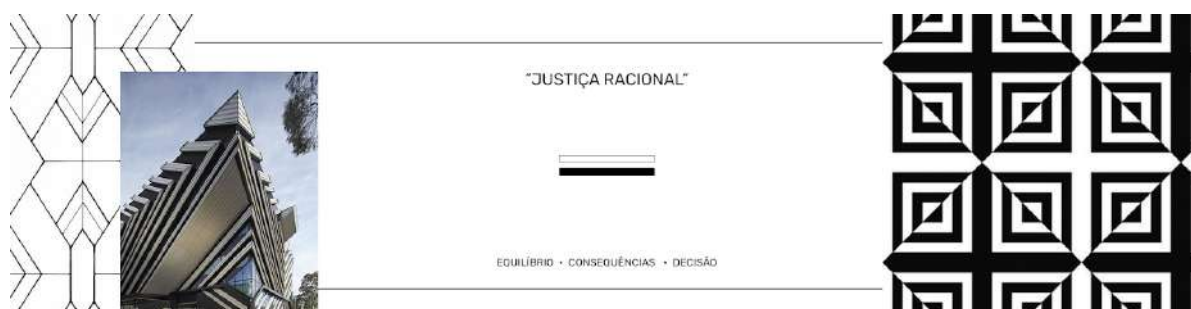 “JUSTIÇA RACIONAL”
EQUILÍBRIO • CONSEQUÊNCIAS • DECISÃO